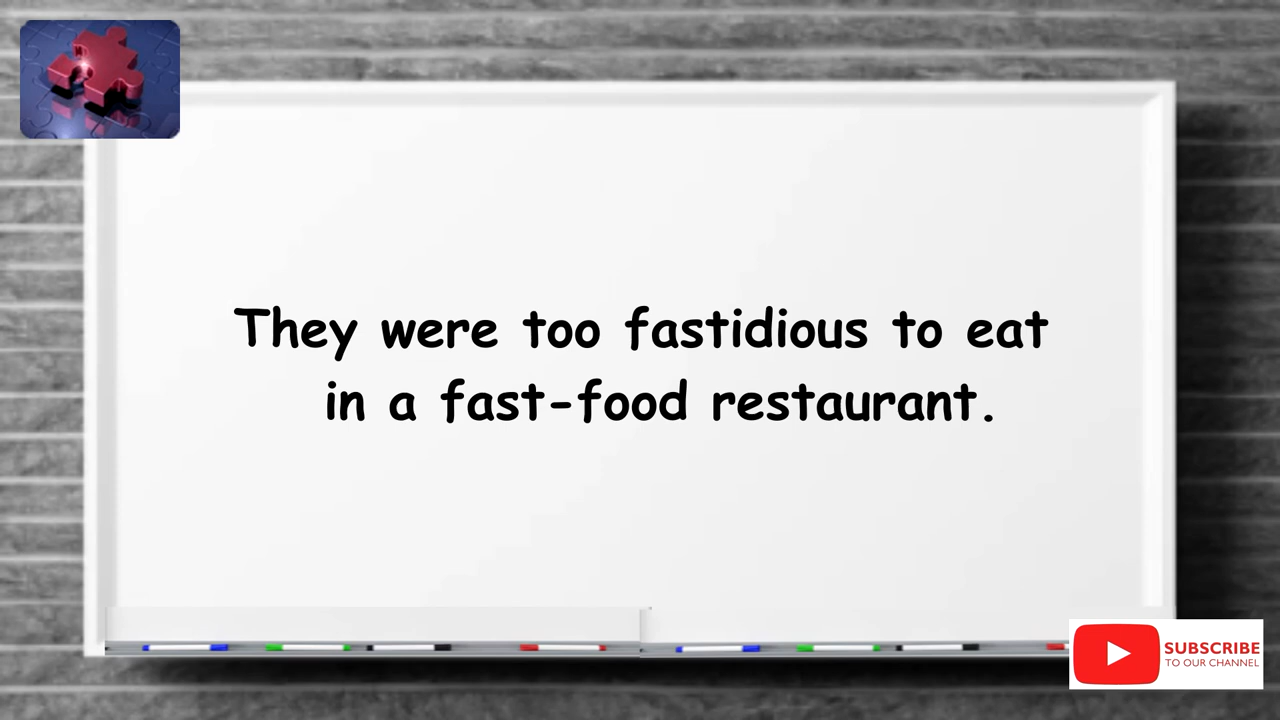 They were too fastidious to eat
in a fast-food restaurant.
SUBSCRIBE
TO OUR CHANNEL